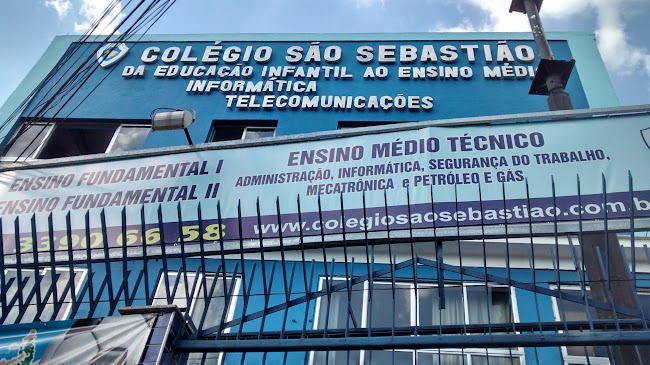 COLÉGIO SÃO SEBASTIÃO
DA EDUCAÇÃO INFANTIL AO ENSINO MÉDI
INFORMÁTICA
TELECOMUNICAÇÕES
ENSINO FUNDAMENTAL I
ENSINO FUNDAMENTAL II
3390 66 58
ENSINO MÉDIO TÉCNICO
ADMINISTRAÇÃO, INFORMÁTICA, SEGURANÇA DO TRABALHO,
MECATRÔNICA e PETRÓLEO E GÁS
www.colegiosaosebastiao.com.b